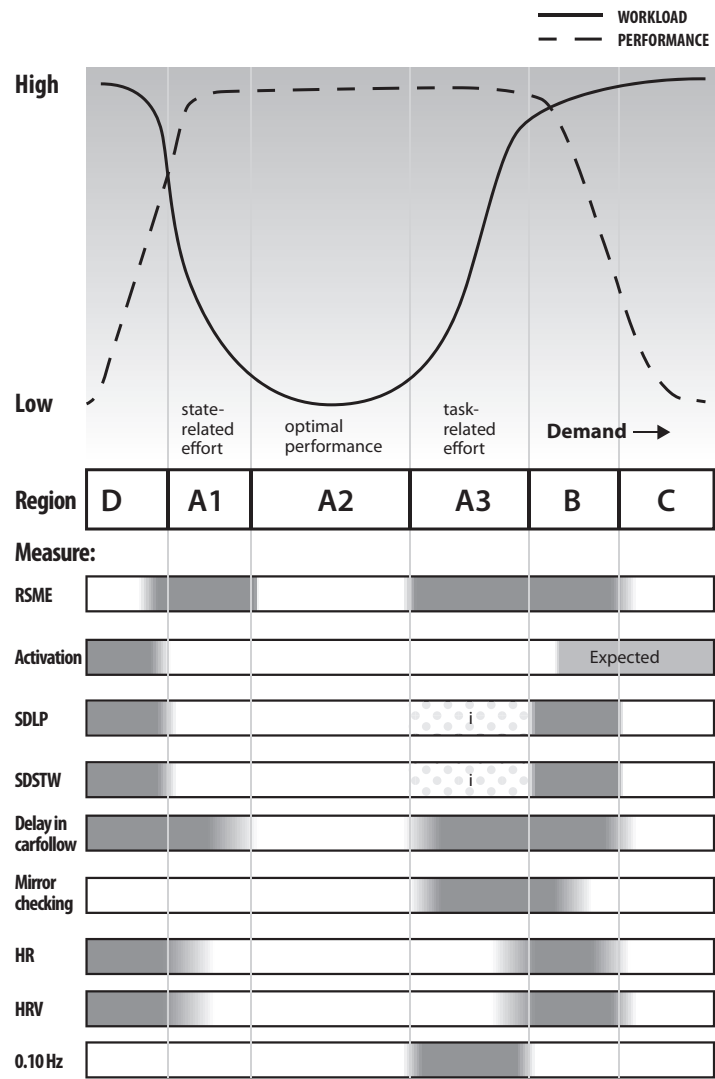 WORKLOAD
PERFORMANCE
High
Low
state-
related
effort
optimal
performance
task-
related
effort
Demand
Region
D
A1
A2
A3
B
C
Measure:
RSME
Activation
Expected
SDLP
i
SDSTW
i
Delay in
carfollow
Mirror
checking
HR
HRV
0.10 Hz